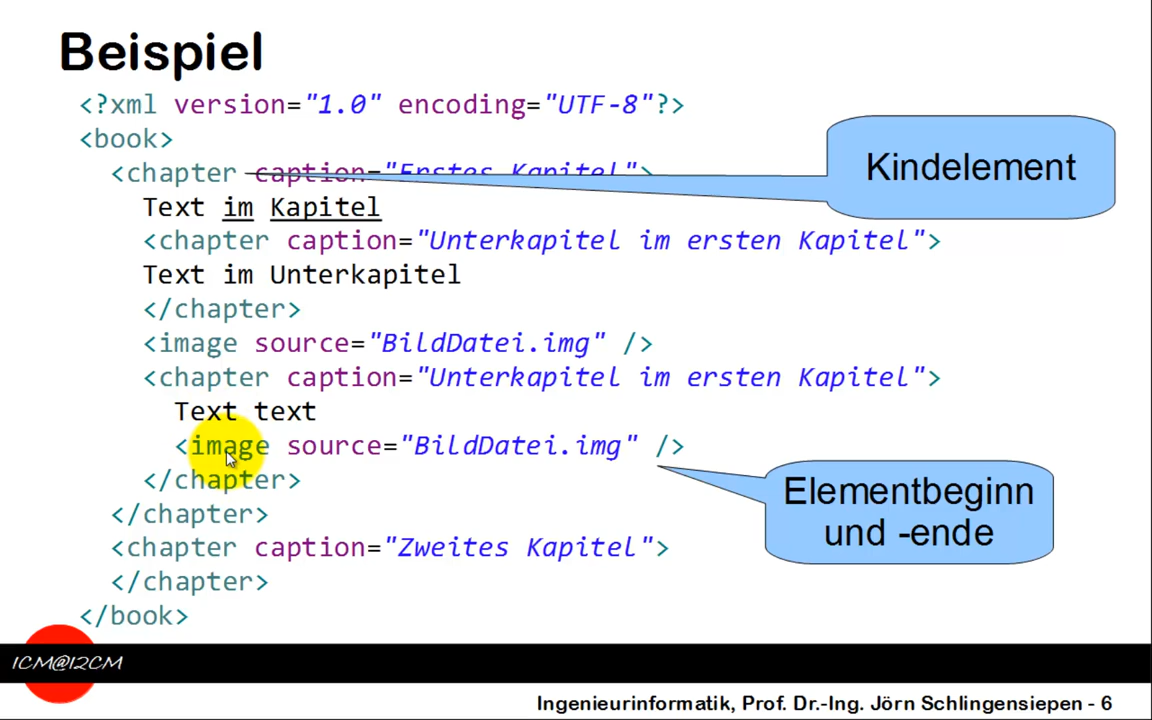 Beispiel
<?xml version="1.0" encoding="UTF-8"?>
<book>
<chapter caption="Erstes Kapitel">
Kindelement
Text im Kapitel
<chapter caption="Unterkapitel im ersten Kapitel">
Text im Unterkapitel
</chapter>
<image source="BildDatei.img" />
<chapter caption="Unterkapitel im ersten Kapitel">
Text text
<image source="BildDatei.img" />
</chapter>
Elementbeginn
und -ende
</chapter>
<chapter caption="Zweites Kapitel">
</chapter>
</book>
ICM@I2CM
Ingenieurinformatik, Prof. Dr.-Ing. Jörn Schlingensiepen - 6